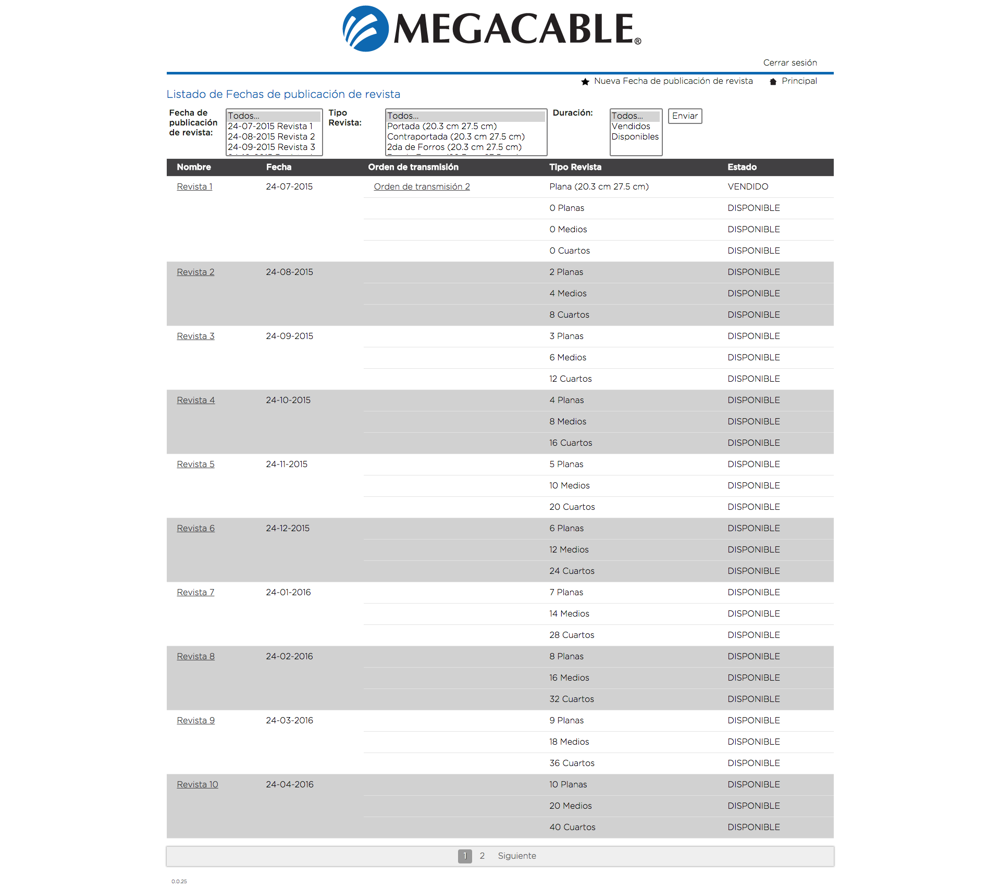 MEGACABLE®
Cerrar sesión
Nueva Fecha de publicación de revista Principal
Listado de Fechas de publicación de revista
Fecha de publicación de revista:
Todos...
24-07-2015 Revista 1
24-08-2015 Revista 2
24-09-2015 Revista 3
Tipo Revista:
Todos...
Portada (20.3 cm 27.5 cm)
Contraportada (20.3 cm 27.5 cm)
2da de Forros (20.3 cm 27.5 cm)
Duración:
Todos...
Vendidos
Disponibles
Enviar
Nombre Fecha Orden de transmisión Tipo Revista Estado
Revista 1 24-07-2015 Orden de transmisión 2 Plana (20.3 cm 27.5 cm) VENDIDO
0 Planas DISPONIBLE
0 Medios DISPONIBLE
0 Cuartos DISPONIBLE
Revista 2 24-08-2015 2 Planas DISPONIBLE
4 Medios DISPONIBLE
8 Cuartos DISPONIBLE
Revista 3 24-09-2015 3 Planas DISPONIBLE
6 Medios DISPONIBLE
12 Cuartos DISPONIBLE
Revista 4 24-10-2015 4 Planas DISPONIBLE
8 Medios DISPONIBLE
16 Cuartos DISPONIBLE
Revista 5 24-11-2015 5 Planas DISPONIBLE
10 Medios DISPONIBLE
20 Cuartos DISPONIBLE
Revista 6 24-12-2015 6 Planas DISPONIBLE
12 Medios DISPONIBLE
24 Cuartos DISPONIBLE
Revista 7 24-01-2016 7 Planas DISPONIBLE
14 Medios DISPONIBLE
28 Cuartos DISPONIBLE
Revista 8 24-02-2016 8 Planas DISPONIBLE
16 Medios DISPONIBLE
32 Cuartos DISPONIBLE
Revista 9 24-03-2016 9 Planas DISPONIBLE
18 Medios DISPONIBLE
36 Cuartos DISPONIBLE
Revista 10 24-04-2016 10 Planas DISPONIBLE
20 Medios DISPONIBLE
40 Cuartos DISPONIBLE
1 2 Siguiente
0.0.25